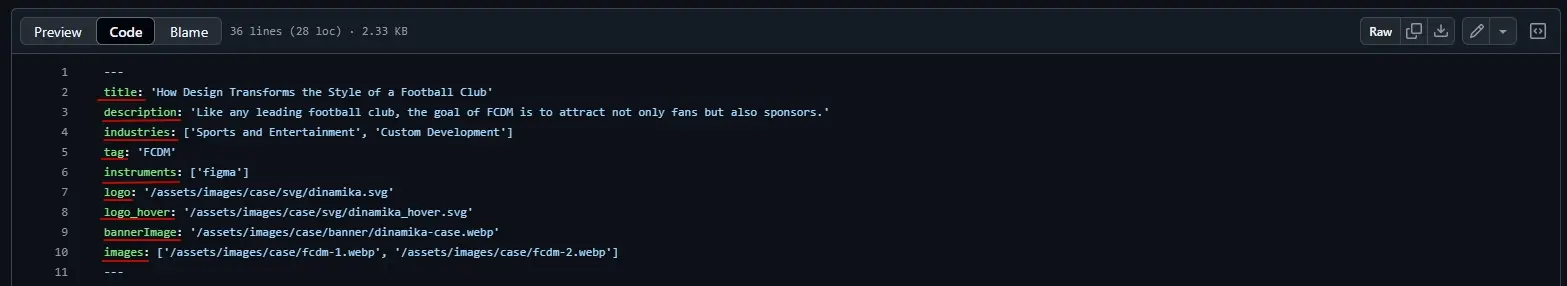 Preview Code Blame 36 lines (28 loc) · 2.33 KB Raw
1 ---
2 title: 'How Design Transforms the Style of a Football Club'
3 description: 'Like any leading football club, the goal of FCDM is to attract not only fans but also sponsors.'
4 industries: ['Sports and Entertainment', 'Custom Development']
5 tag: 'FCDM'
6 instruments: ['figma']
7 logo: '/assets/images/case/svg/dinamika.svg'
8 logo_hover: '/assets/images/case/svg/dinamika_hover.svg'
9 bannerImage: '/assets/images/case/banner/dinamika-case.webp'
10 images: ['/assets/images/case/fcdm-1.webp', '/assets/images/case/fcdm-2.webp']
11 ---